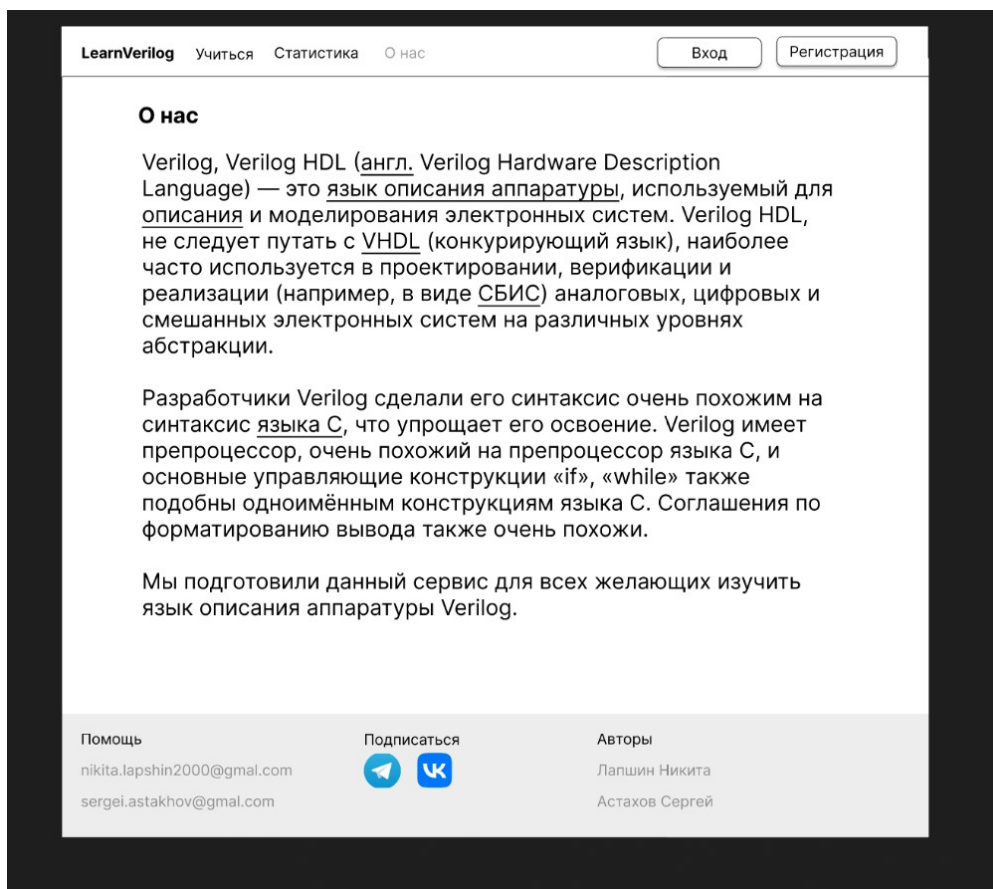 LearnVerilog Учиться Статистика О нас Вход Регистрация
О нас
Verilog, Verilog HDL (англ. Verilog Hardware Description
Language) — это язык описания аппаратуры, используемый для
описания и моделирования электронных систем. Verilog HDL,
не следует путать с VHDL (конкурирующий язык), наиболее
часто используется в проектировании, верификации и
реализации (например, в виде СБИС) аналоговых, цифровых и
смешанных электронных систем на различных уровнях
абстракции.
Разработчики Verilog сделали его синтаксис очень похожим на
синтаксис языка C, что упрощает его освоение. Verilog имеет
препроцессор, очень похожий на препроцессор языка C, и
основные управляющие конструкции «if», «while» также
подобны одноимённым конструкциям языка C. Соглашения по
форматированию вывода также очень похожи.
Мы подготовили данный сервис для всех желающих изучить
язык описания аппаратуры Verilog.
Помощь Подписаться Авторы
nikita.lapshin2000@gmal.com Лапшин Никита
sergei.astakhov@gmal.com Астахов Сергей